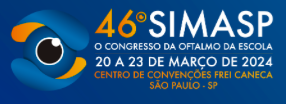 46º SIMASP
O CONGRESSO DA OFTALMO DA ESCOLA
20 A 23 DE MARÇO DE 2024
CENTRO DE CONVENÇÕES FREI CANECA
SÃO PAULO - SP